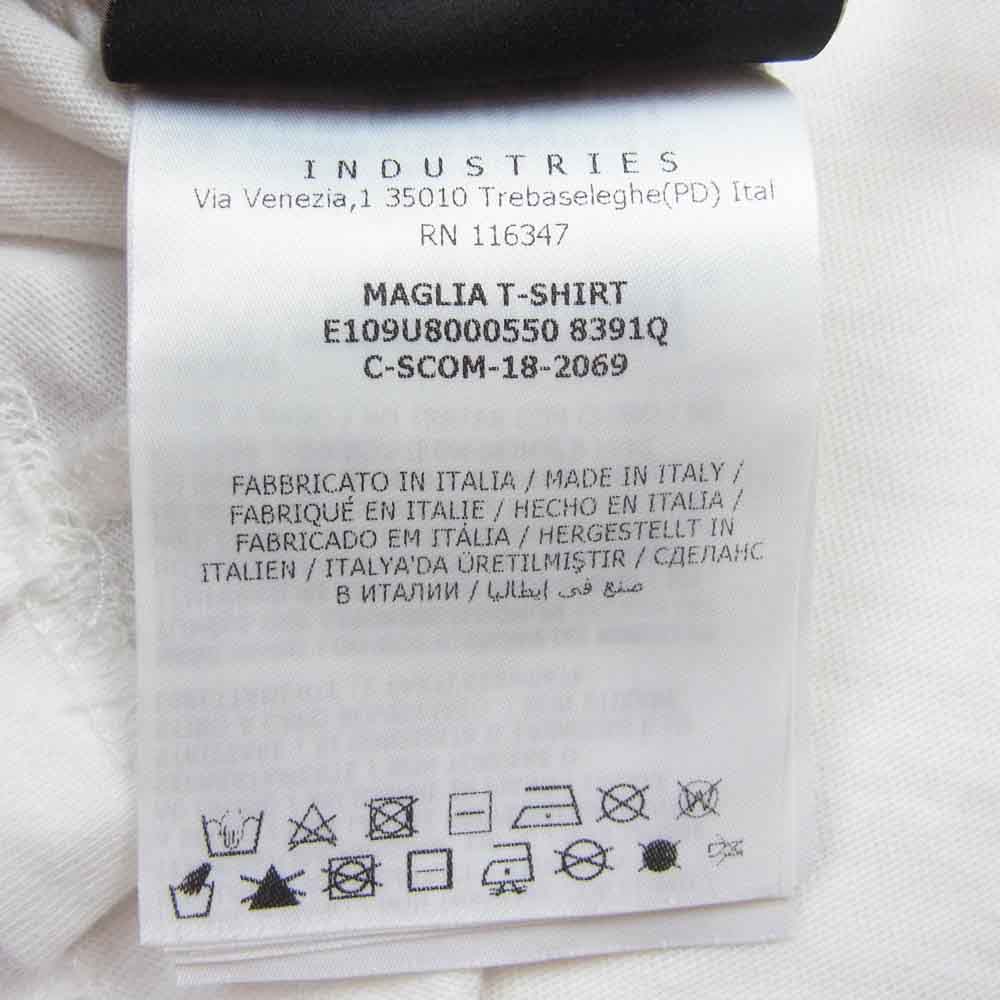 INDUSTRIES
Via Venezia,1 35010 Trebaseleghe(PD) Ital
RN 116347
MAGLIA T-SHIRT
E109U8000550 8391Q
C-SCOM-18-2069
FABBRICATO IN ITALIA / MADE IN ITALY /
FABRIQUÉ EN ITALIE / HECHO EN ITALIA /
FABRICADO EM ITÁLIA / HERGESTELLT IN
ITALIEN / ITALYA'DA ÜRETILMIŞTIR / СДЕЛАНС
В ИТАЛИИ / صنع في ايطاليا